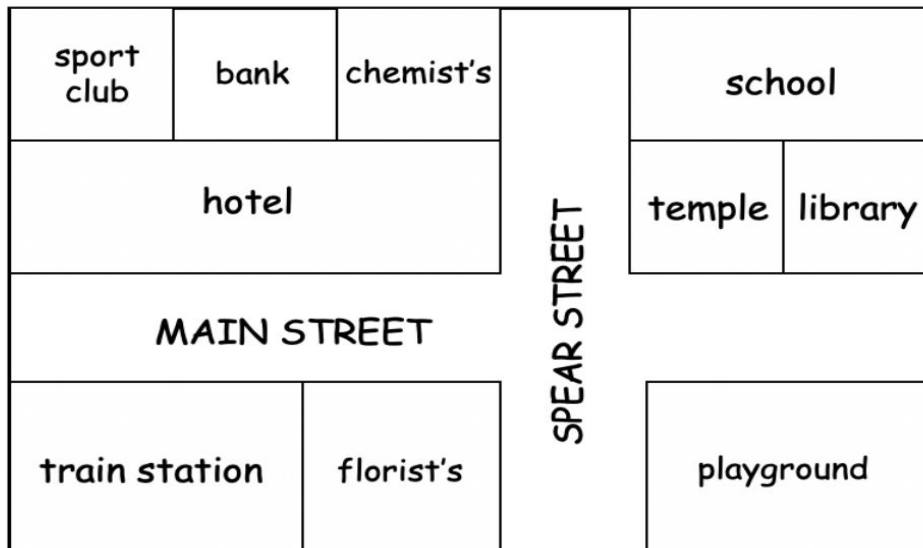 sport
club
bank
chemist's
school
hotel
temple
library
MAIN STREET
SPEAR STREET
train station
florist's
playground